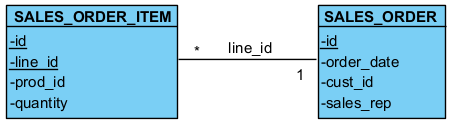 SALES_ORDER_ITEM
-id
-line_id
-prod_id
-quantity
* line_id 1
SALES_ORDER
-id
-order_date
-cust_id
-sales_rep